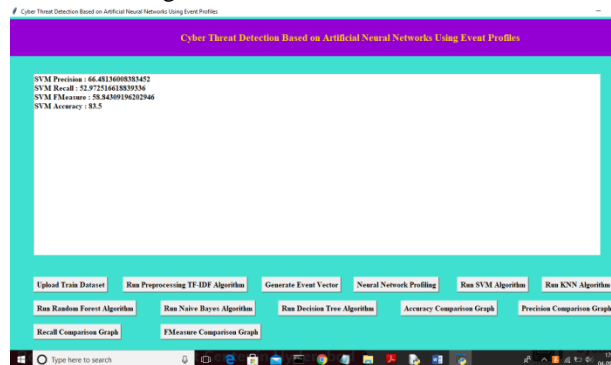 Cyber Threat Detection Based on Artificial Neural Networks Using Event Profiles
Cyber Threat Detection Based on Artificial Neural Networks Using Event Profiles
SVM Precision : 66.48136008383452
SVM Recall : 52.972516618839336
SVM FMeasure : 58.84309196202946
SVM Accuracy : 83.5
Upload Train Dataset Run Preprocessing TF-IDF Algorithm Generate Event Vector Neural Network Profiling Run SVM Algorithm Run KNN Algorithm
Run Random Forest Algorithm Run Naive Bayes Algorithm Run Decision Tree Algorithm Accuracy Comparison Graph Precision Comparison Graph
Recall Comparison Graph FMeasure Comparison Graph
Type here to search